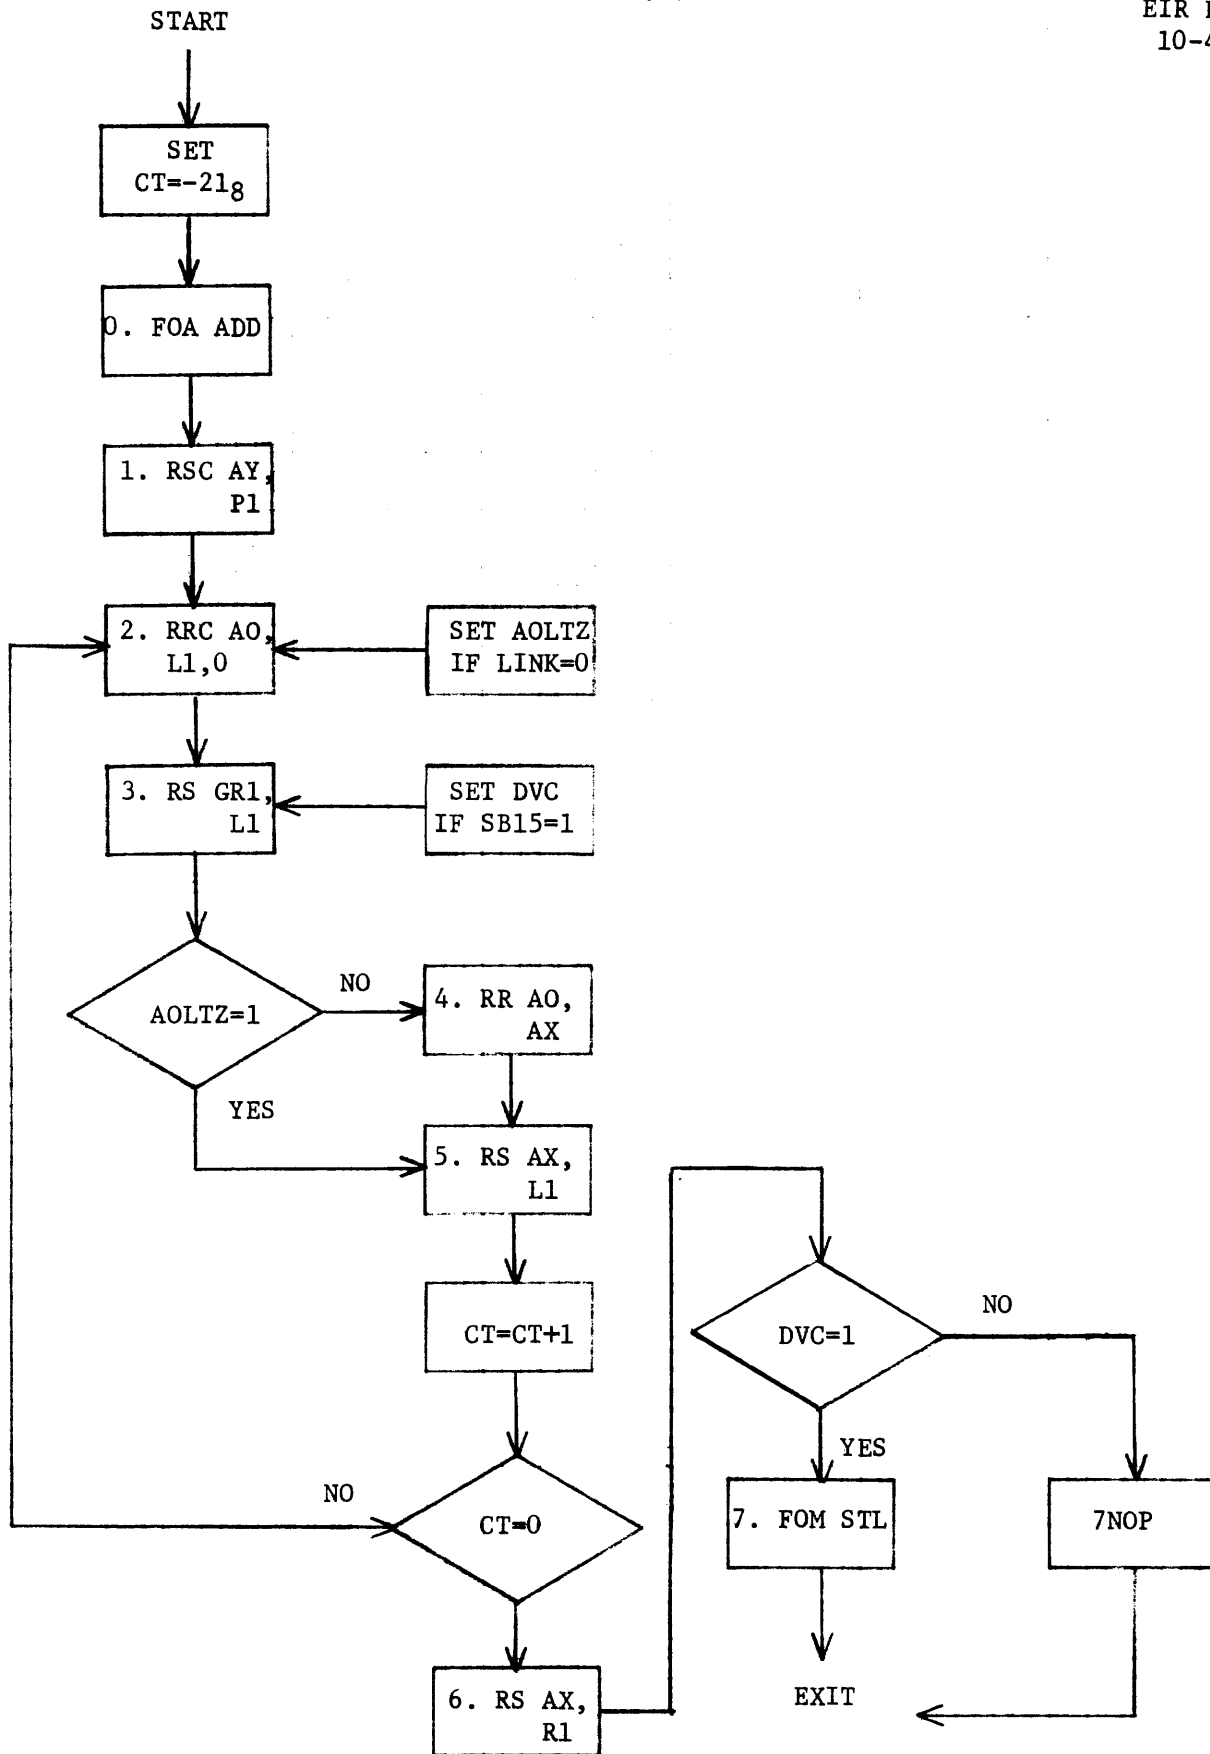 START
EIR
10-4
SET
CT=-21₈
0. FOA ADD
1. RSC AY,
P1
2. RRC AO,
L1,0
SET AOLTZ
IF LINK=0
3. RS GR1,
L1
SET DVC
IF SB15=1
AOLTZ=1
NO
4. RR AO,
AX
YES
5. RS AX,
L1
CT=CT+1
DVC=1
NO
YES
NO
CT=0
7. FOM STL
7NOP
6. RS AX,
R1
EXIT